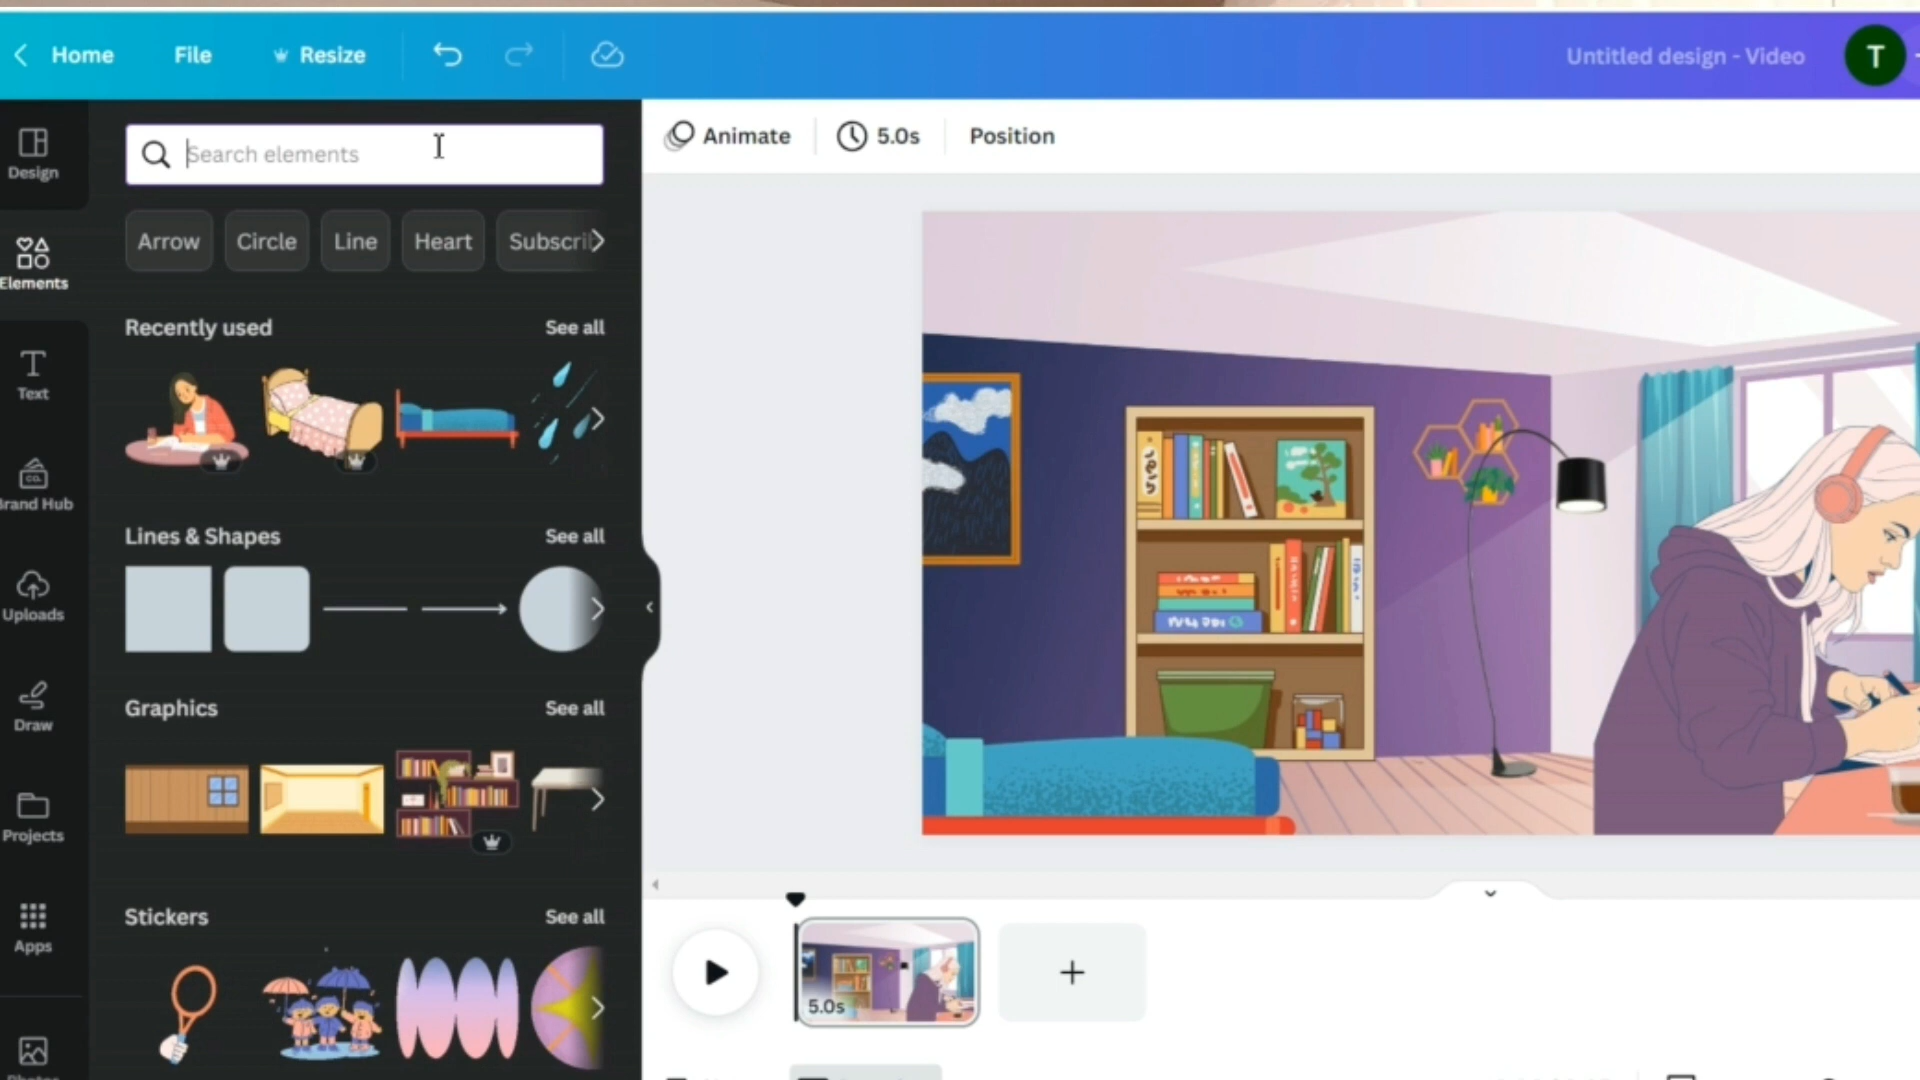 Home File Resize Untitled design - Video T
Design
Search elements
Animate 5.0s Position
Arrow Circle Line Heart
Elements
Recently used See all
Text
Brand Hub
Lines & Shapes See all
Uploads
Graphics See all
Draw
Projects
Stickers See all
Apps
5.0s